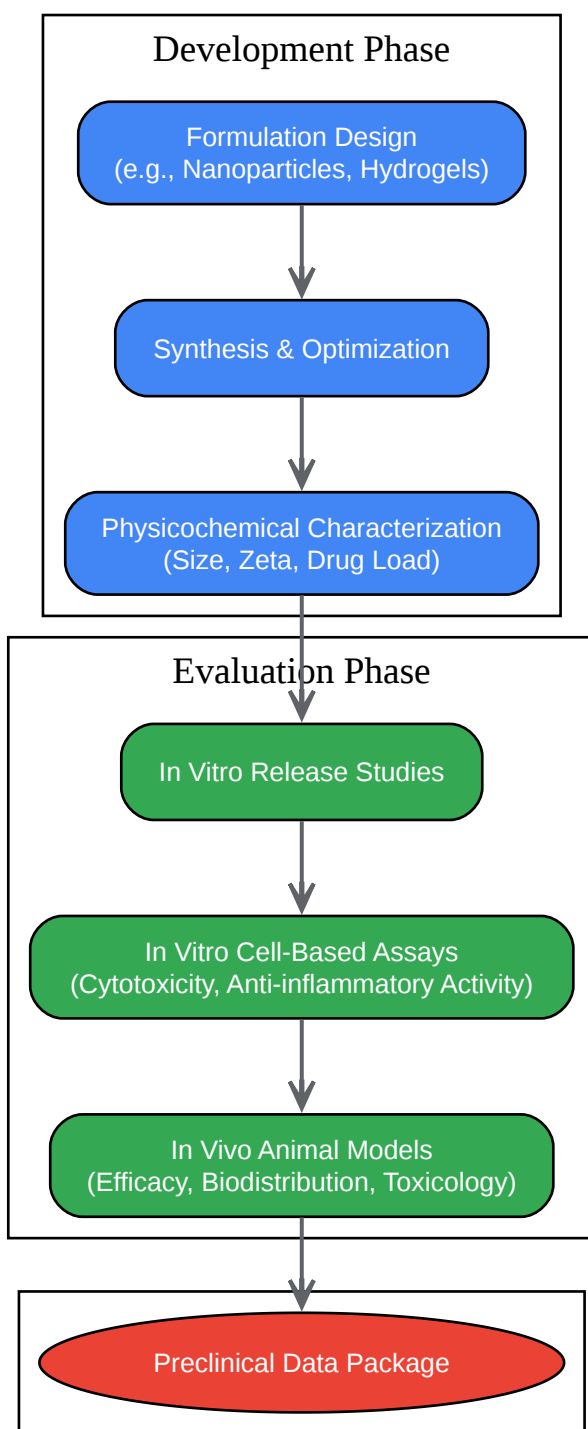 Development Phase
Formulation Design
(e.g., Nanoparticles, Hydrogels)
Synthesis & Optimization
Physicochemical Characterization
(Size, Zeta, Drug Load)
Evaluation Phase
In Vitro Release Studies
In Vitro Cell-Based Assays
(Cytotoxicity, Anti-inflammatory Activity)
In Vivo Animal Models
(Efficacy, Biodistribution, Toxicology)
Preclinical Data Package